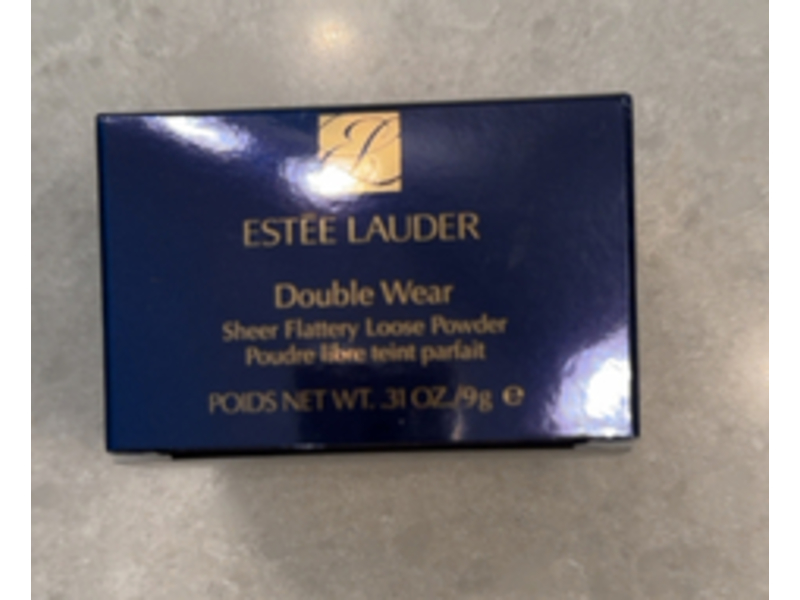 ESTĒE LAUDER
Double Wear
Sheer Flattery Loose Powder
Poudre libre teint parfait
POIDS NET WT. .31 OZ./9g ℮